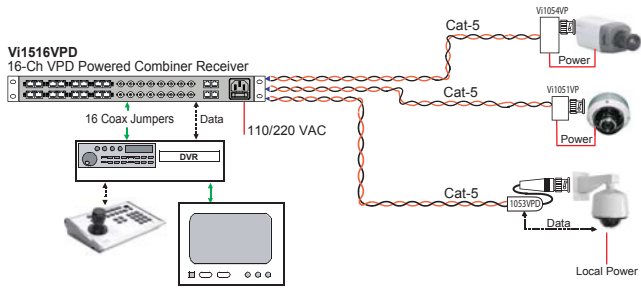 Vi1054VP
Cat-5
Power
Vi1516VPD
16-Ch VPD Powered Combiner Receiver
Cat-5
Vi1051VP
Power
16 Coax Jumpers
Data
110/220 VAC
DVR
Cat-5
1053VPD
Data
Local Power